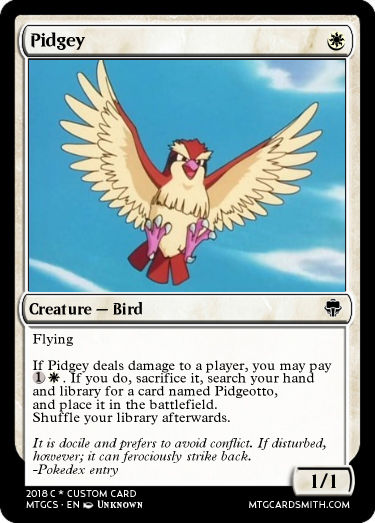 Pidgey
Creature — Bird
Flying
If Pidgey deals damage to a player, you may pay
1. If you do, sacrifice it, search your hand
and library for a card named Pidgeotto,
and place it in the battlefield.
Shuffle your library afterwards.
It is docile and prefers to avoid conflict. If disturbed,
however; it can ferociously strike back.
-Pokedex entry
1/1
2018 C * CUSTOM CARD
MTGCS • EN Unknown
MTGCARDSMITH.COM